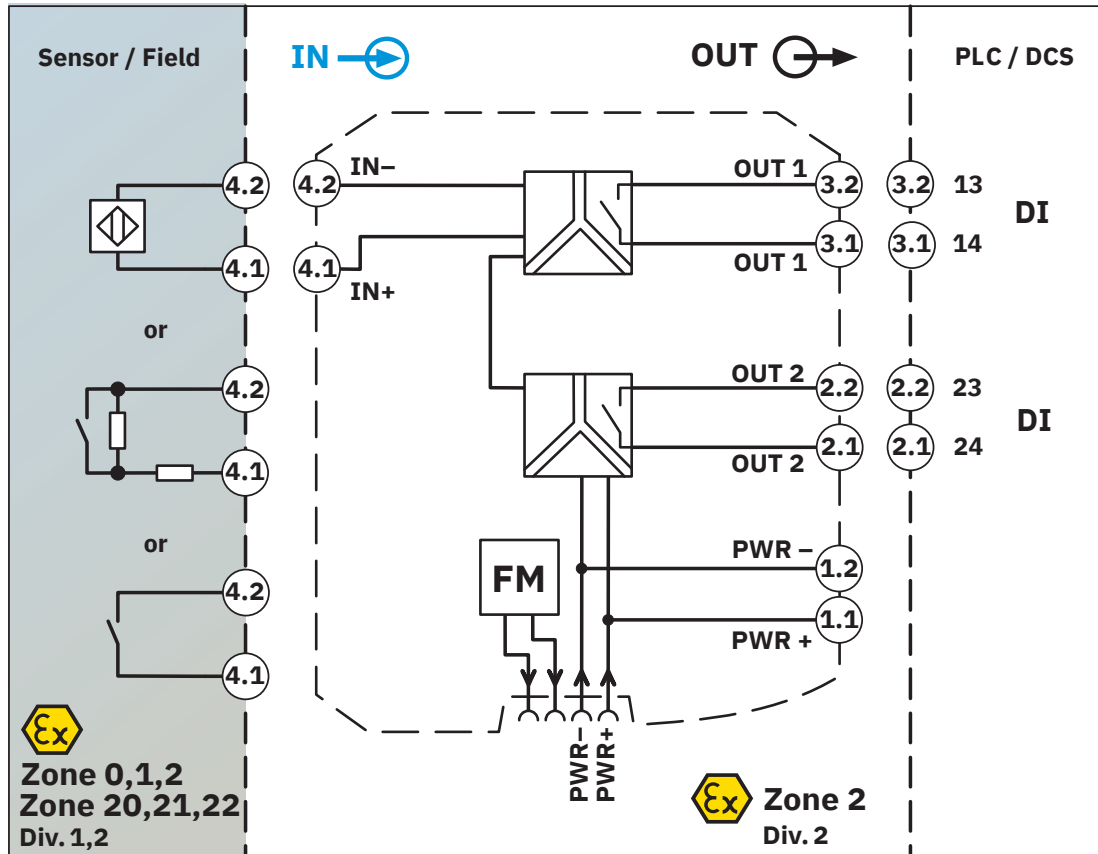 Sensor / Field
IN
OUT
PLC / DCS
4.2
4.1
or
4.2
4.1
or
4.2
4.1
Ex
Zone 0,1,2
Zone 20,21,22
Div. 1,2
4.2
IN–
4.1
IN+
OUT 1
3.2
3.2
13
OUT 1
3.1
3.1
14
DI
OUT 2
2.2
2.2
23
OUT 2
2.1
2.1
24
DI
FM
PWR –
1.2
1.1
PWR +
PWR–
PWR+
Ex
Zone 2
Div. 2